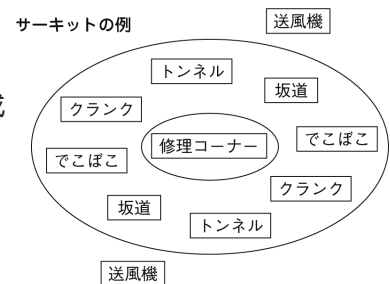 サーキットの例
送風機
トンネル
坂道
クランク
でこぼこ
修理コーナー
でこぼこ
クランク
坂道
トンネル
送風機